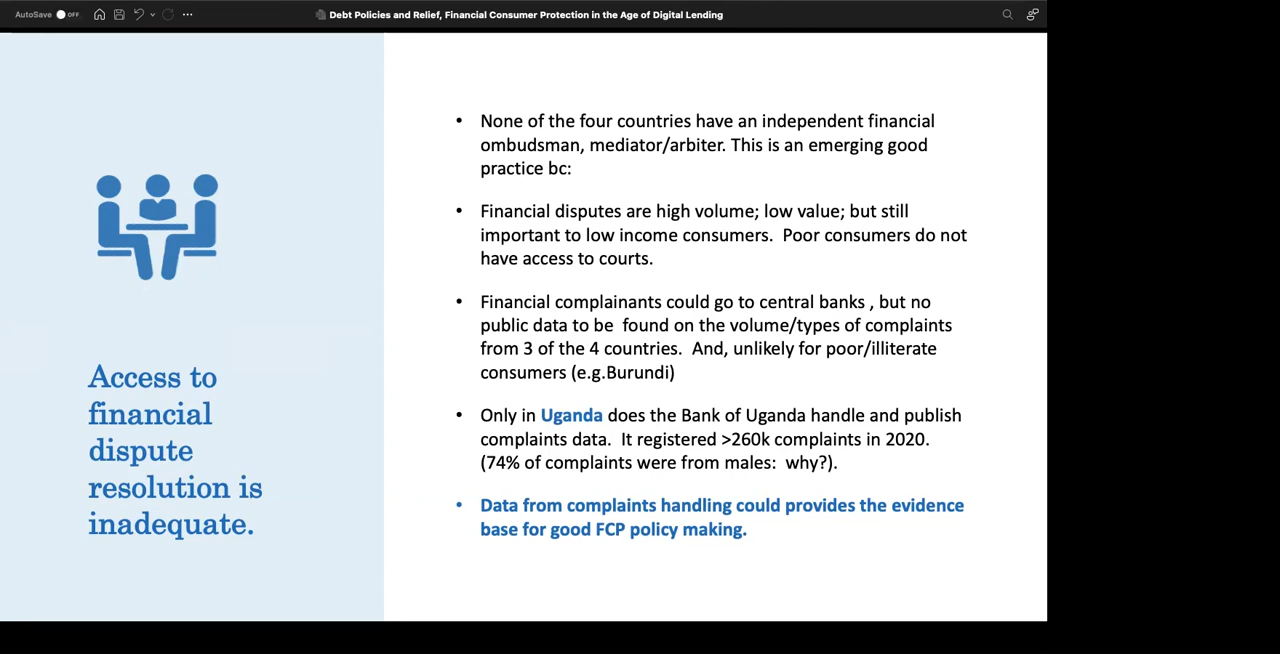 AutoSave OFF
Debt Policies and Relief, Financial Consumer Protection in the Age of Digital Lending
Access to
financial
dispute
resolution is
inadequate.
• None of the four countries have an independent financial
ombudsman, mediator/arbiter. This is an emerging good
practice bc:
• Financial disputes are high volume; low value; but still
important to low income consumers. Poor consumers do not
have access to courts.
• Financial complainants could go to central banks , but no
public data to be found on the volume/types of complaints
from 3 of the 4 countries. And, unlikely for poor/illiterate
consumers (e.g.Burundi)
• Only in Uganda does the Bank of Uganda handle and publish
complaints data. It registered >260k complaints in 2020.
(74% of complaints were from males: why?).
• Data from complaints handling could provides the evidence
base for good FCP policy making.